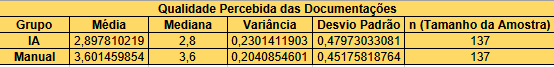 Qualidade Percebida das Documentações
Grupo Média Mediana Variância Desvio Padrão n (Tamanho da Amostra)
IA 2,897810219 2,8 0,2301411903 0,47973033081 137
Manual 3,601459854 3,6 0,2040854601 0,45175818764 137